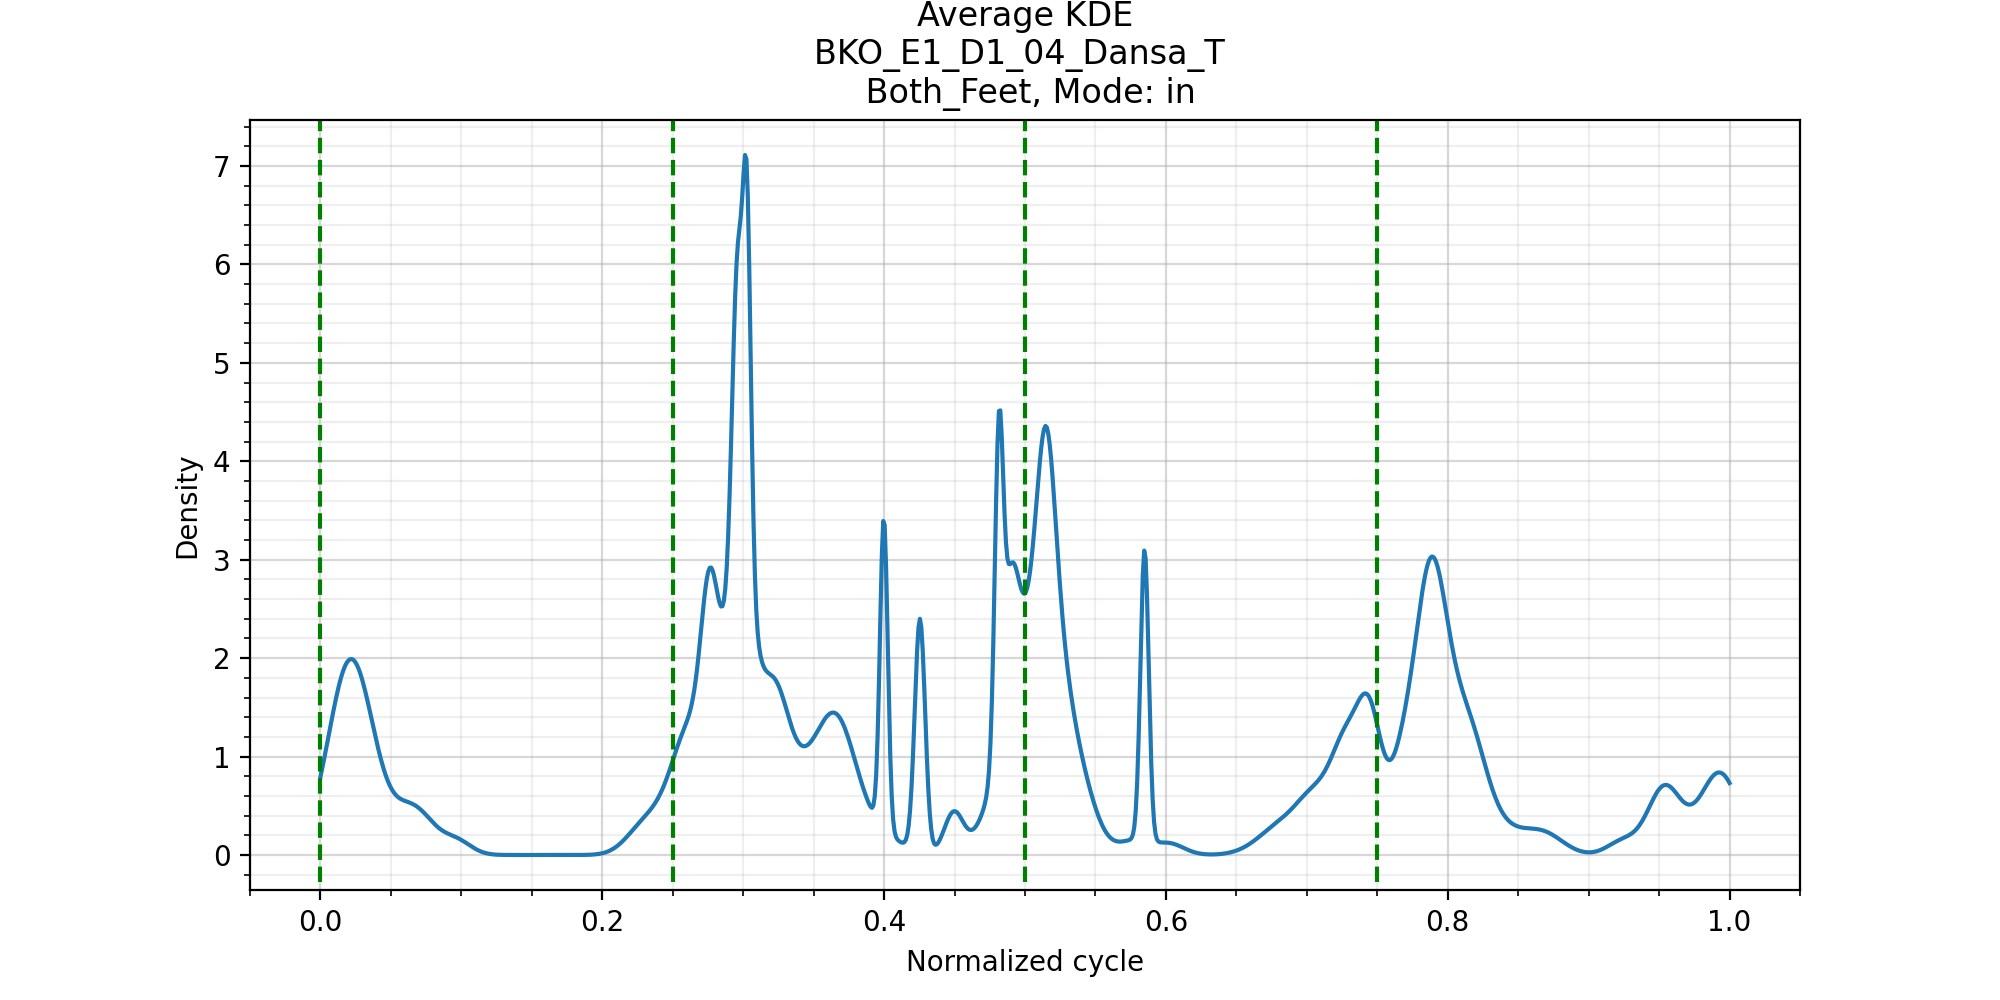 Average KDE
BKO_E1_D1_04_Dansa_T
Both_Feet, Mode: in
7
6
5
4
3
2
1
0
Density
0.0 0.2 0.4 0.6 0.8 1.0
Normalized cycle